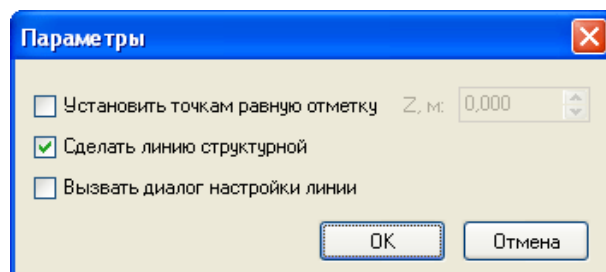 Параметры
Установить точкам равную отметку Z, м: 0,000
Сделать линию структурной
Вызвать диалог настройки линии
OK Отмена